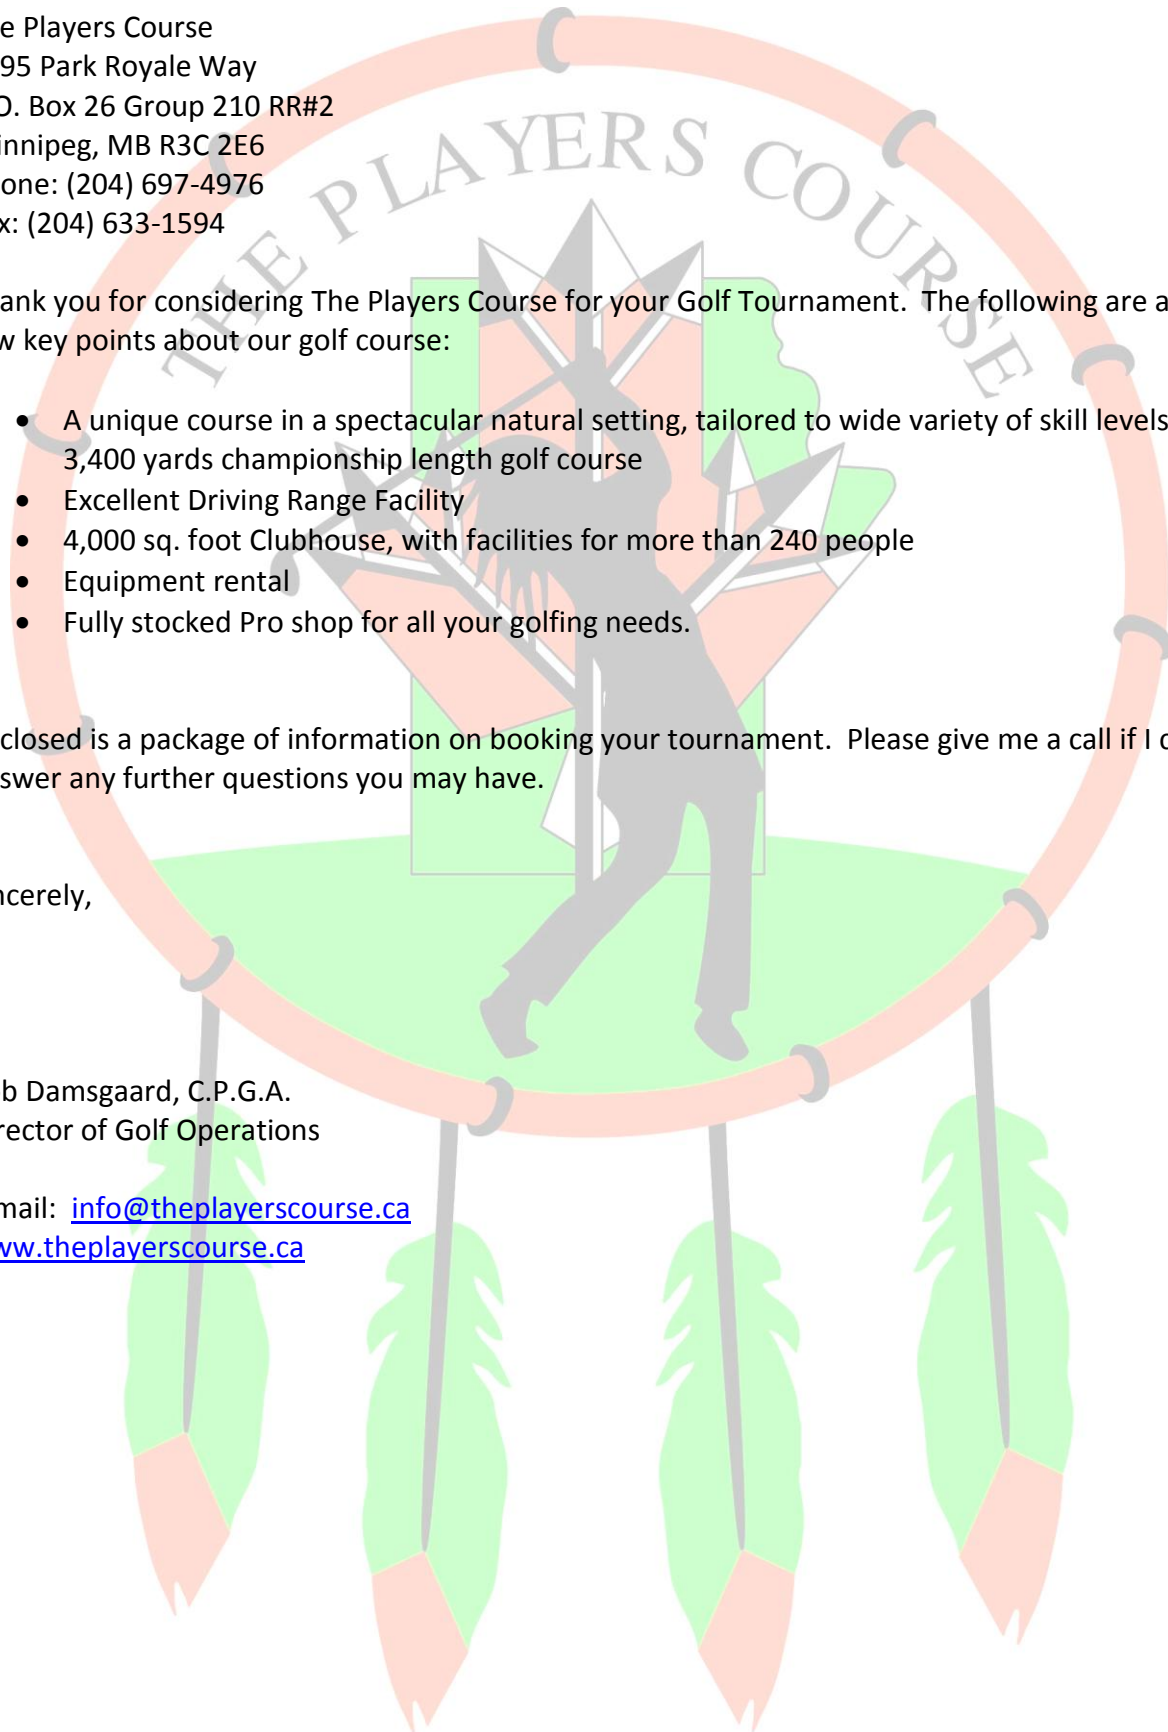 e Players Course
95 Park Royale Way
O. Box 26 Group 210 RR#2
innipeg, MB R3C 2E6
one: (204) 697-4976
x: (204) 633-1594
THE PLAYERS COURSE
ank you for considering The Players Course for your Golf Tournament. The following are a
w key points about our golf course:
• A unique course in a spectacular natural setting, tailored to wide variety of skill levels
3,400 yards championship length golf course
• Excellent Driving Range Facility
• 4,000 sq. foot Clubhouse, with facilities for more than 240 people
• Equipment rental
• Fully stocked Pro shop for all your golfing needs.
closed is a package of information on booking your tournament. Please give me a call if I c
swer any further questions you may have.
ncerely,
b Damsgaard, C.P.G.A.
rector of Golf Operations
mail: info@theplayerscourse.ca
ww.theplayerscourse.ca